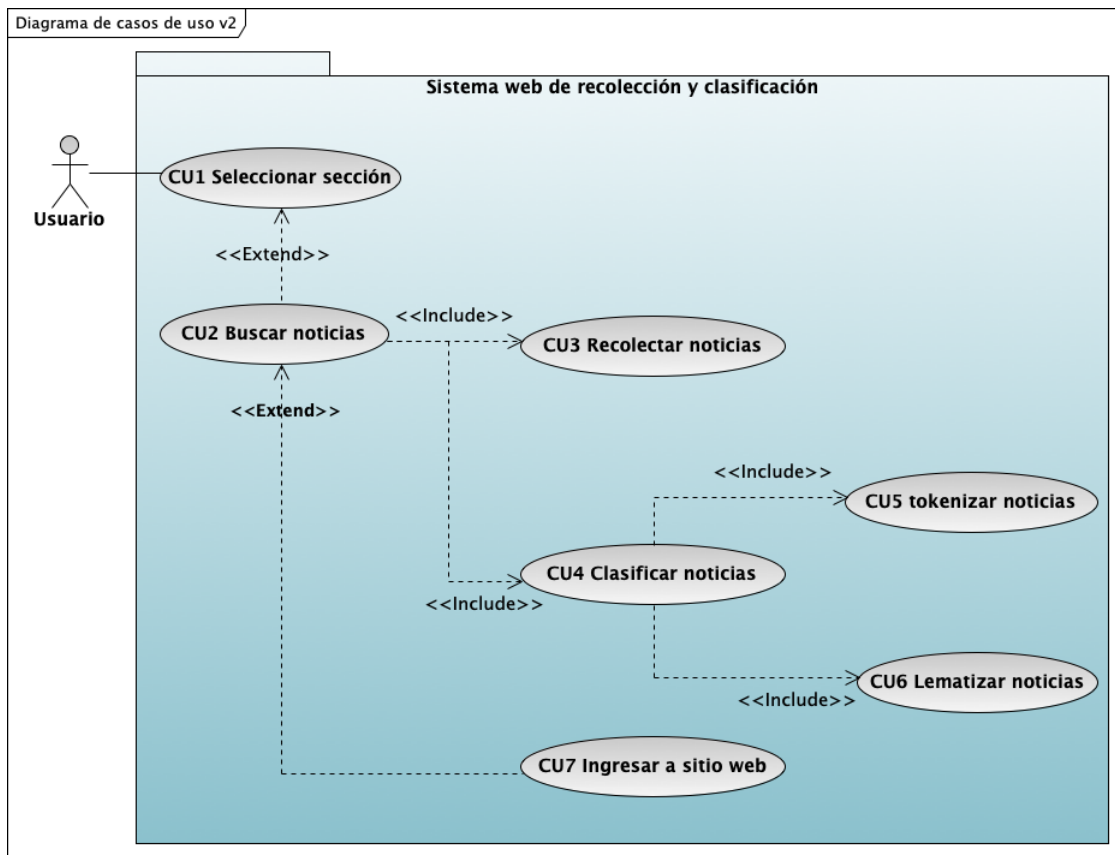 Diagrama de casos de uso v2
Sistema web de recolección y clasificación
Usuario
CU1 Seleccionar sección
<<Extend>>
CU2 Buscar noticias
<<Include>>
CU3 Recolectar noticias
<<Extend>>
<<Include>>
CU5 tokenizar noticias
CU4 Clasificar noticias
<<Include>>
CU6 Lematizar noticias
<<Include>>
CU7 Ingresar a sitio web